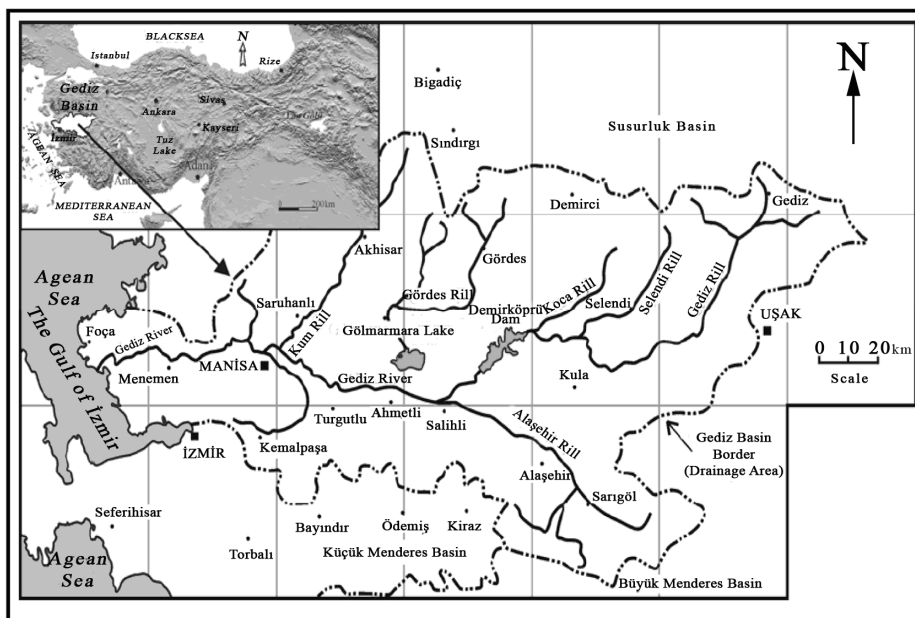 BLACKSEA
N
Istanbul
Rize
Gediz
Basin
Ankara
Sivaş
Kayseri
İzmir
Tuz
Lake
AGEAN SEA
Adana
MEDITERRANEAN
SEA
0 200km
Bigadiç
N
Susurluk Basin
Sındırgı
Demirci
Gediz
Akhisar
Gördes
Agean
Sea
The Gulf of İzmir
Saruhanlı
Kum Rill
Gördes Rill
Demirköprü
Dam
Koca Rill
Selendi
Selendi Rill
Gediz Rill
UŞAK
Foça
Gediz River
Gölmarmara Lake
0 10 20km
Scale
Menemen
MANİSA
Gediz River
Kula
Turgutlu
Ahmetli
Salihli
Alaşehir Rill
Gediz Basin
Border
(Drainage Area)
İZMİR
Kemalpaşa
Alaşehir
Sarıgöl
Seferihisar
Bayındır
Ödemiş
Kiraz
Torbalı
Küçük Menderes Basin
Agean
Sea
Büyük Menderes Basin